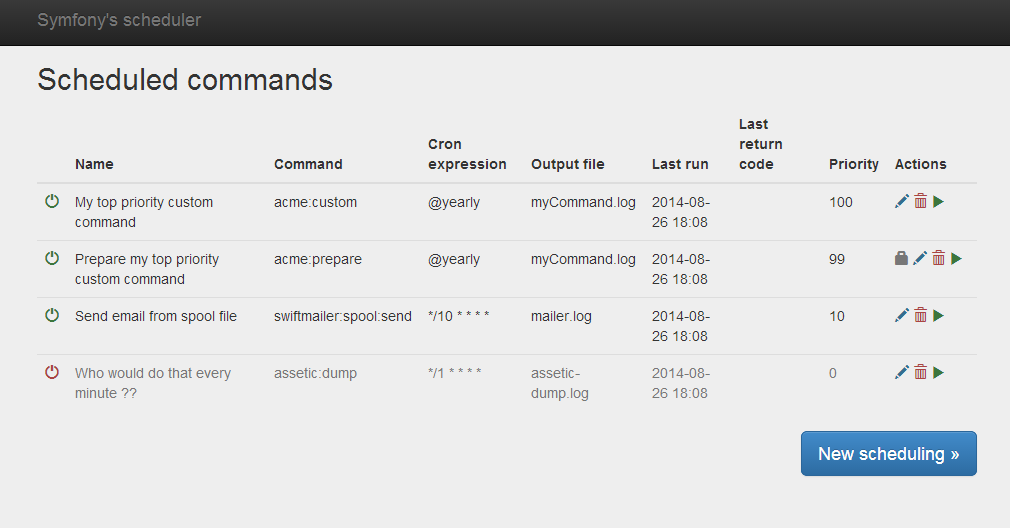 Symfony's scheduler
Scheduled commands
Name Command Cron expression Output file Last run Last return code Priority Actions
My top priority custom command acme:custom @yearly myCommand.log 2014-08-26 18:08 100
Prepare my top priority custom command acme:prepare @yearly myCommand.log 2014-08-26 18:08 99
Send email from spool file swiftmailer:spool:send */10 * * * * mailer.log 2014-08-26 18:08 10
Who would do that every minute ?? assetic:dump */1 * * * * assetic-dump.log 2014-08-26 18:08 0
New scheduling »